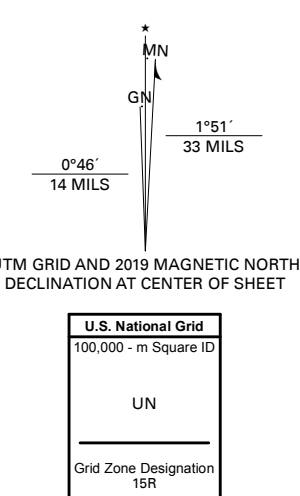 ★
MN
GN
1°51´
33 MILS
0°46´
14 MILS
UTM GRID AND 2019 MAGNETIC NORTH
DECLINATION AT CENTER OF SHEET
U.S. National Grid
100,000 - m Square ID
UN
Grid Zone Designation
15R